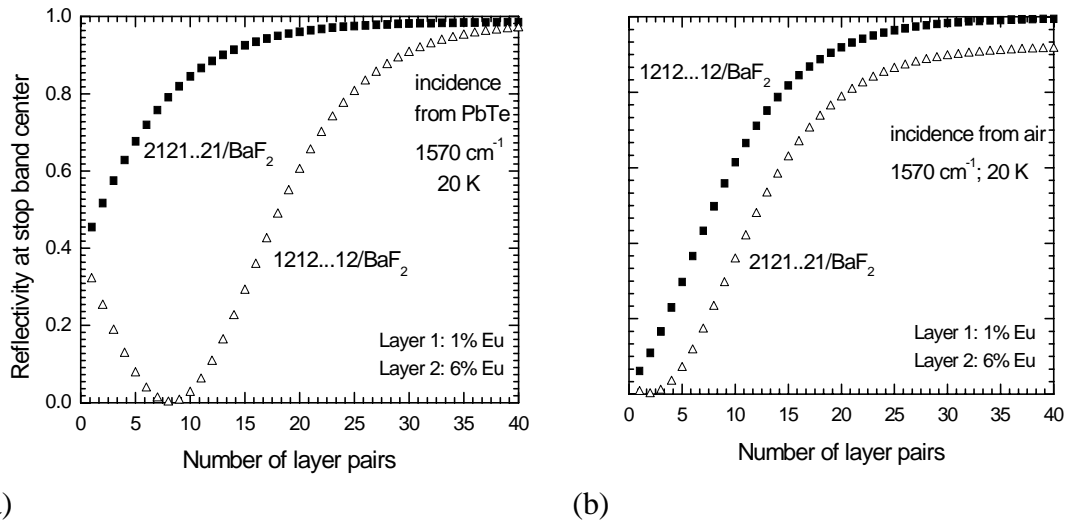 Reflectivity at stop band center
1.0
0.8
0.6
0.4
0.2
0.0
0 5 10 15 20 25 30 35 40
Number of layer pairs
incidence
from PbTe
1570 cm⁻¹
20 K
2121..21/BaF₂
1212...12/BaF₂
Layer 1: 1% Eu
Layer 2: 6% Eu
1212...12/BaF₂
incidence from air
1570 cm⁻¹; 20 K
2121..21/BaF₂
Layer 1: 1% Eu
Layer 2: 6% Eu
0 5 10 15 20 25 30 35 40
Number of layer pairs
)
(b)